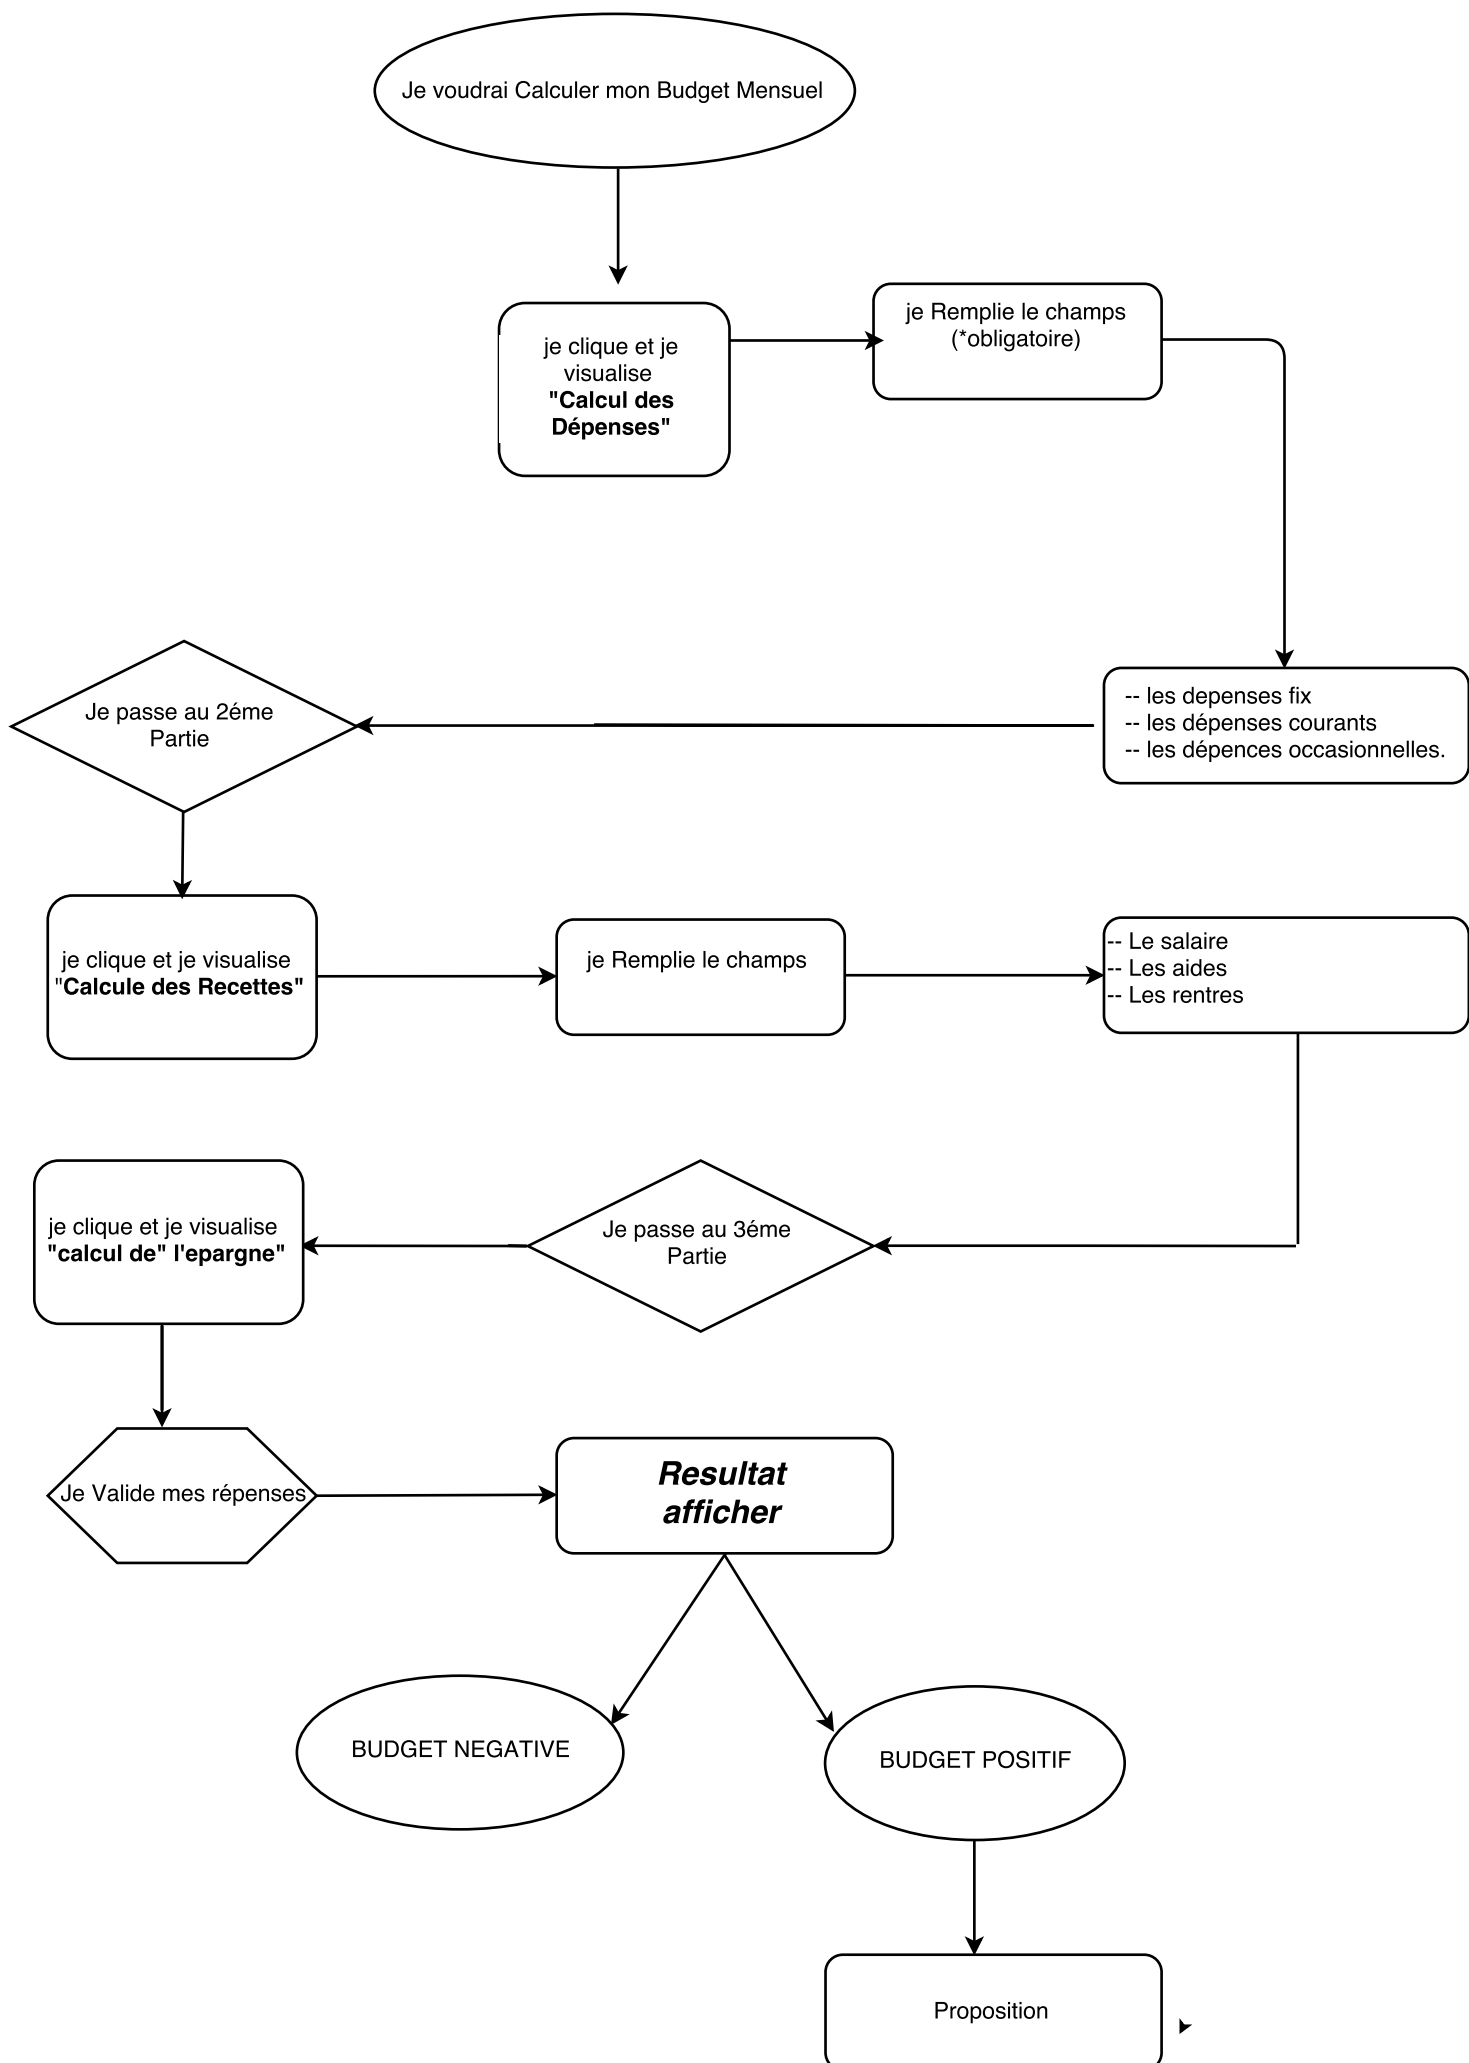 Je voudrai Calculer mon Budget Mensuel
je clique et je
visualise
"Calcul des
Dépenses"
je Remplie le champs
(*obligatoire)
-- les depenses fix
-- les dépenses courants
-- les dépences occasionnelles.
Je passe au 2éme
Partie
je clique et je visualise
"Calcule des Recettes"
je Remplie le champs
-- Le salaire
-- Les aides
-- Les rentres
Je passe au 3éme
Partie
je clique et je visualise
"calcul de" l'epargne"
Je Valide mes répenses
Resultat
afficher
BUDGET NEGATIVE
BUDGET POSITIF
Proposition